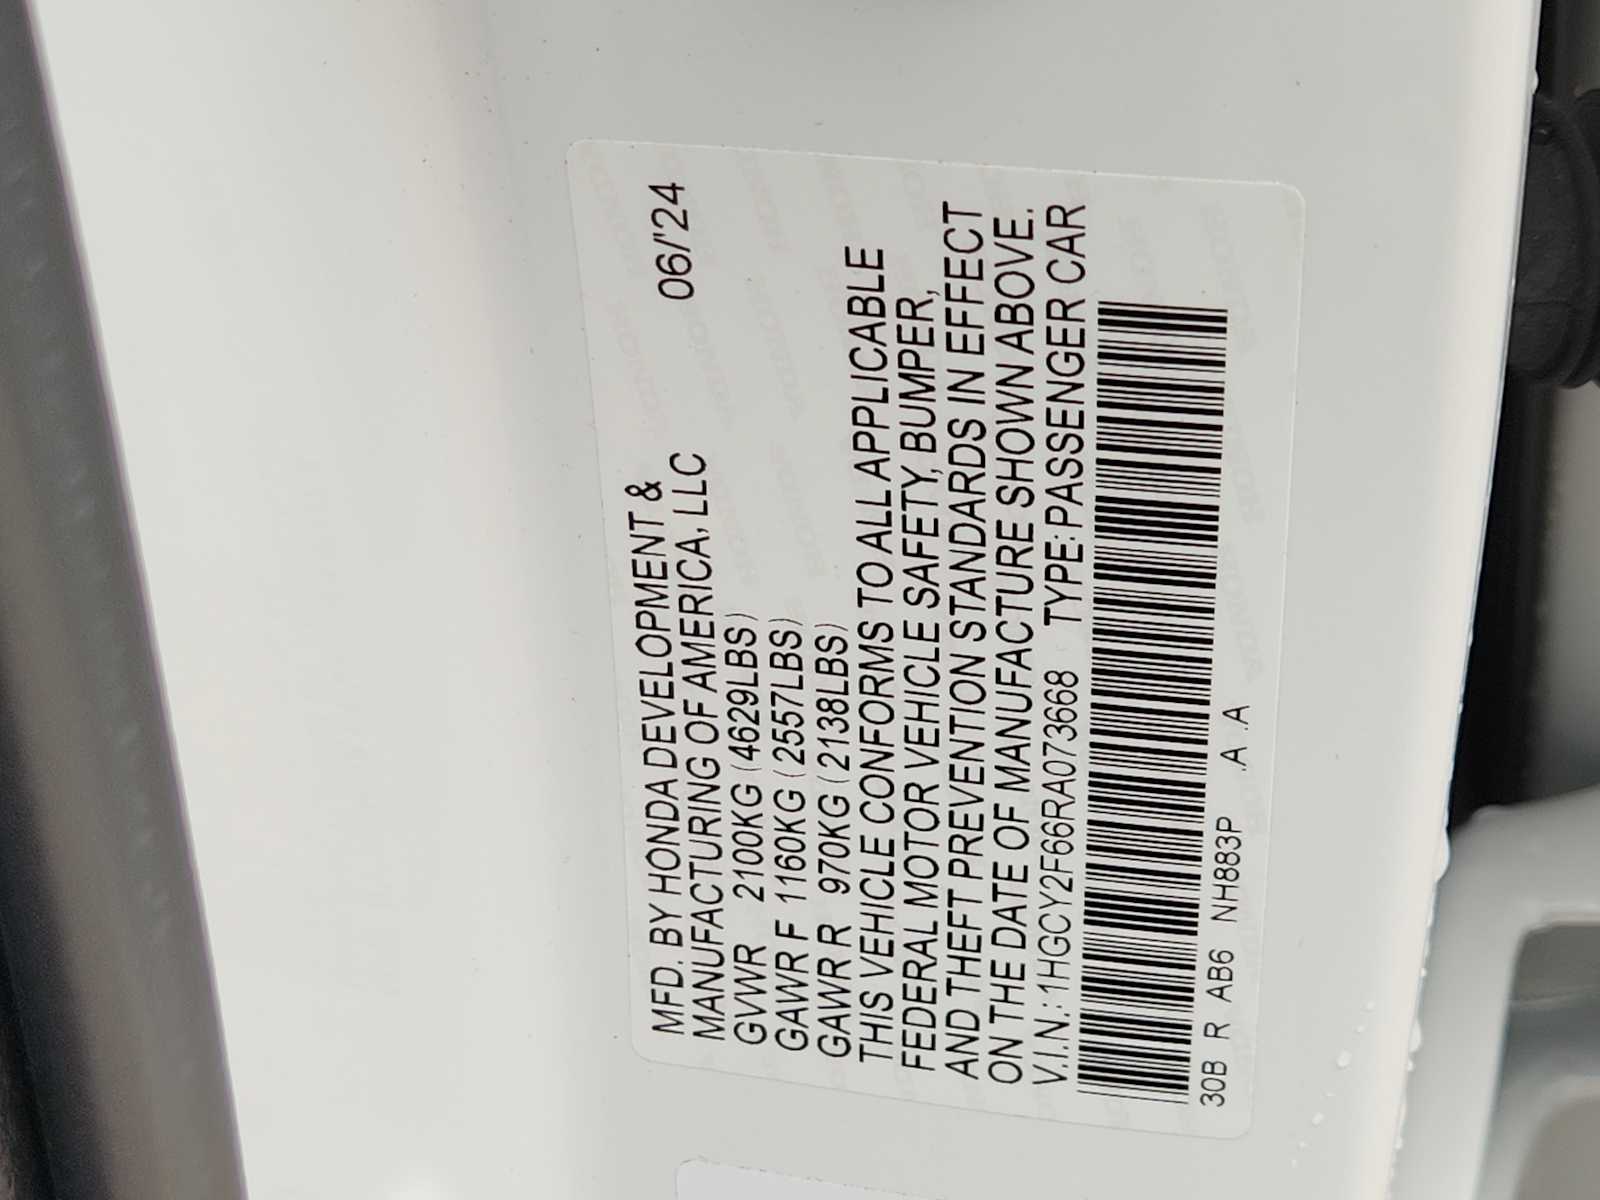 MFD. BY HONDA DEVELOPMENT & 06/'24
MANUFACTURING OF AMERICA, LLC
GVWR 2100KG (4629LBS)
GAWR F 1160KG (2557LBS)
GAWR R 970KG (2138LBS)
THIS VEHICLE CONFORMS TO ALL APPLICABLE
FEDERAL MOTOR VEHICLE SAFETY, BUMPER,
AND THEFT PREVENTION STANDARDS IN EFFECT
ON THE DATE OF MANUFACTURE SHOWN ABOVE.
V.I.N.: 1HGCY2F66RA073668 TYPE: PASSENGER CAR
30B R AB6 NH883P .A .A